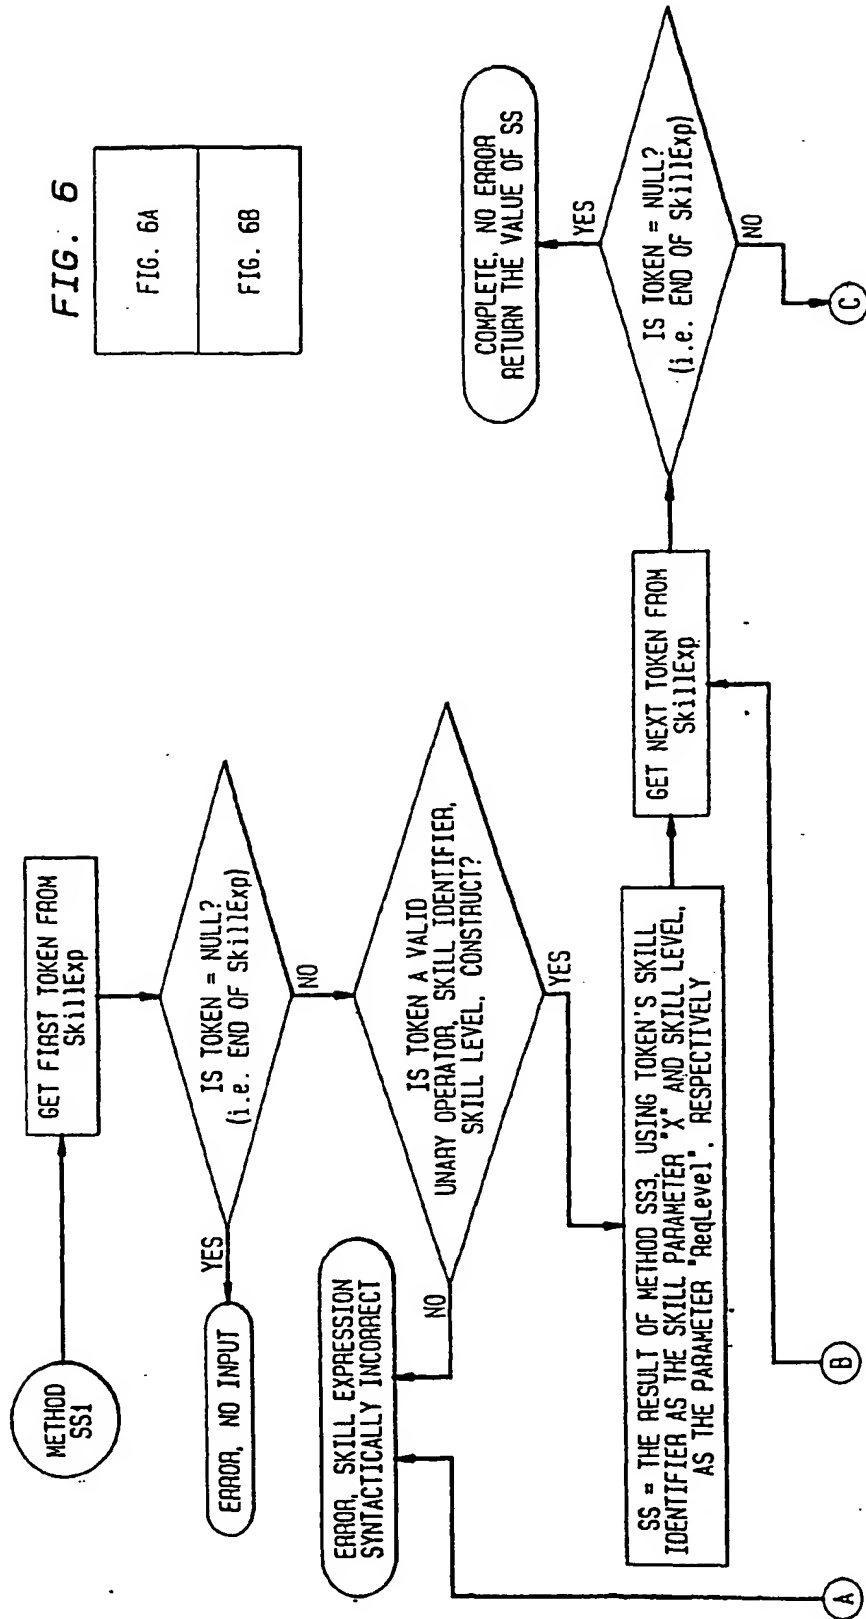 FIG. 6
FIG. 6A
FIG. 6B
METHOD
SS1
GET FIRST TOKEN FROM
SkillExp
IS TOKEN = NULL?
(i.e. END OF SkillExp)
YES
NO
ERROR, NO INPUT
IS TOKEN A VALID
UNARY OPERATOR, SKILL IDENTIFIER,
SKILL LEVEL, CONSTRUCT?
NO
YES
ERROR, SKILL EXPRESSION
SYNTACTICALLY INCORRECT
SS = THE RESULT OF METHOD SS3, USING TOKEN'S SKILL
IDENTIFIER AS THE SKILL PARAMETER "X" AND SKILL LEVEL,
AS THE PARAMETER "ReqLevel", RESPECTIVELY
GET NEXT TOKEN FROM
SkillExp
IS TOKEN = NULL?
(i.e. END OF SkillExp)
YES
NO
COMPLETE, NO ERROR
RETURN THE VALUE OF SS
A
B
C